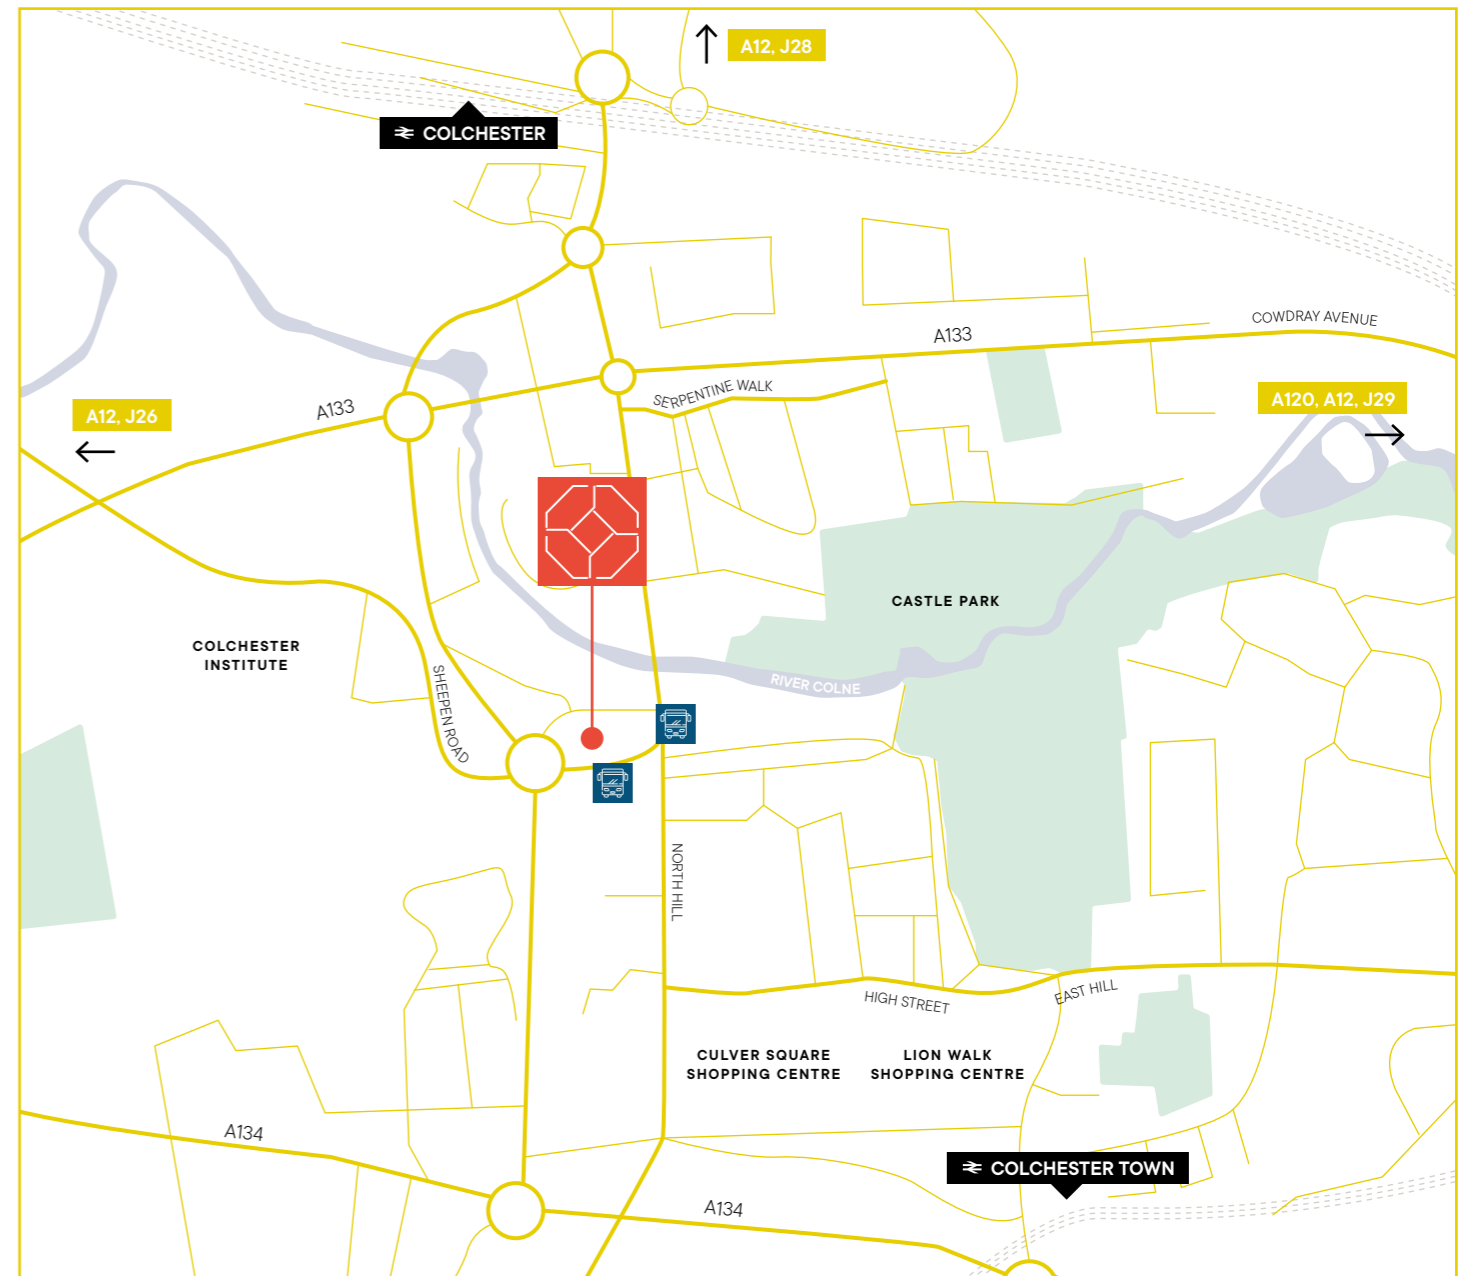 A12, J28
COLCHESTER
COWDRAY AVENUE
A133
SERPENTINE WALK
A120, A12, J29
A12, J26
A133
CASTLE PARK
COLCHESTER
INSTITUTE
SHEEPEN ROAD
RIVER COLNE
NORTH HILL
HIGH STREET
EAST HILL
CULVER SQUARE
SHOPPING CENTRE
LION WALK
SHOPPING CENTRE
A134
COLCHESTER TOWN
A134